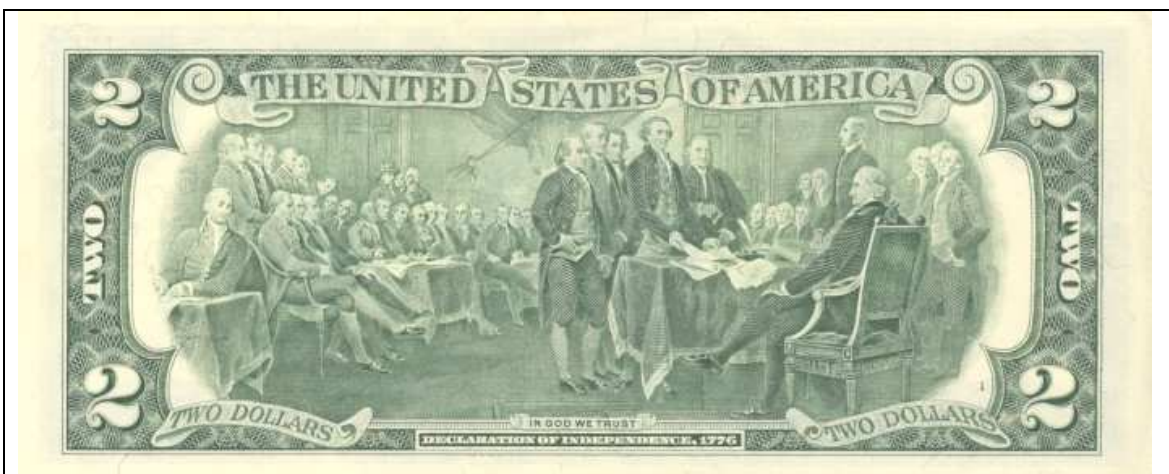 2
2
THE UNITED STATES OF AMERICA
TWO
TWO
2
2
TWO DOLLARS
TWO DOLLARS
IN GOD WE TRUST
DECLARATION OF INDEPENDENCE, 1776